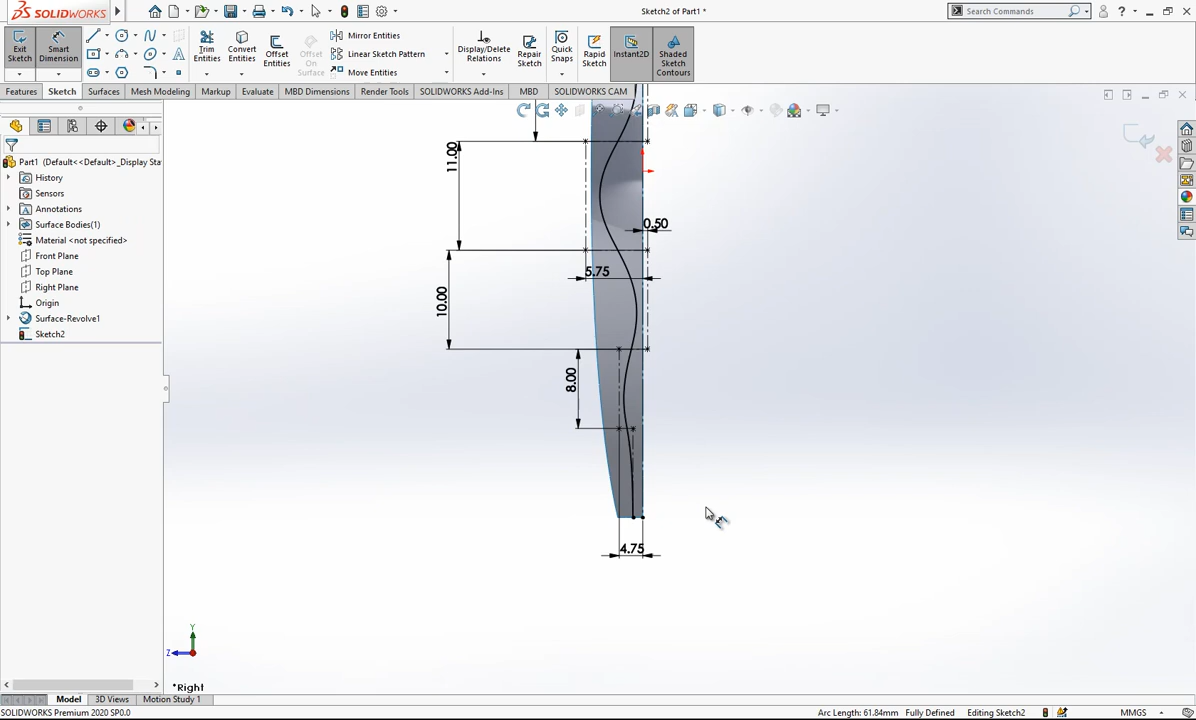 SOLIDWORKS
Sketch2 of Part1 *
Search Commands
Exit Sketch
Smart Dimension
Trim Entities
Convert Entities
Offset Entities
Offset On Surface
Mirror Entities
Linear Sketch Pattern
Move Entities
Display/Delete Relations
Repair Sketch
Quick Snaps
Rapid Sketch
Instant2D
Shaded Sketch Contours
Features
Sketch
Surfaces
Mesh Modeling
Markup
Evaluate
MBD Dimensions
Render Tools
SOLIDWORKS Add-Ins
MBD
SOLIDWORKS CAM
Part1 (Default<<Default>_Display Sta
History
Sensors
Annotations
Surface Bodies(1)
Material <not specified>
Front Plane
Top Plane
Right Plane
Origin
Surface-Revolve1
Sketch2
11.00
0.50
5.75
10.00
8.00
4.75
Y
Z
*Right
Model
3D Views
Motion Study 1
SOLIDWORKS Premium 2020 SP0.0
Arc Length: 61.84mm
Fully Defined
Editing Sketch2
MMGS